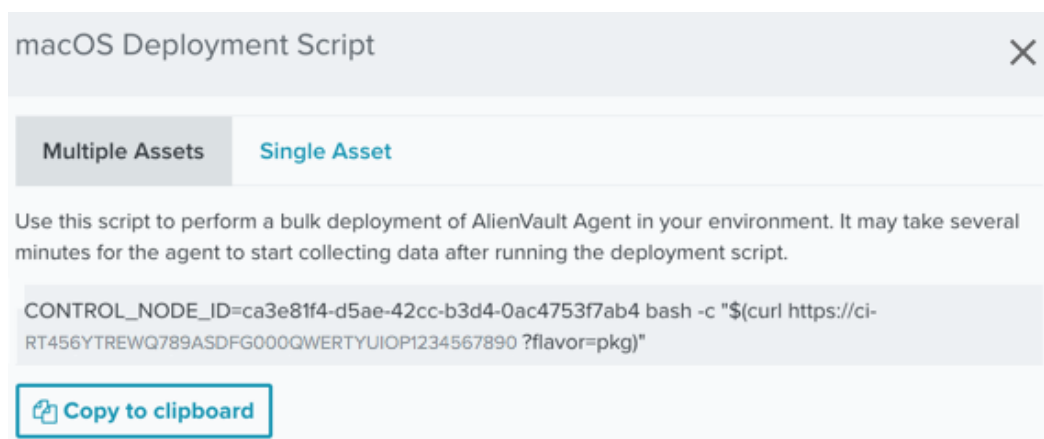 macOS Deployment Script
Multiple Assets
Single Asset
Use this script to perform a bulk deployment of AlienVault Agent in your environment. It may take several
minutes for the agent to start collecting data after running the deployment script.
CONTROL_NODE_ID=ca3e81f4-d5ae-42cc-b3d4-0ac4753f7ab4 bash -c "$(curl https://ci-
RT456YTREWQ789ASDFG000QWERTYUIOP1234567890 ?flavor=pkg)"
Copy to clipboard